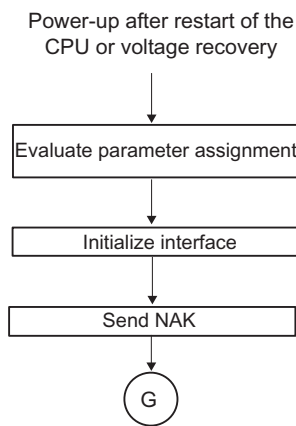 Power-up after restart of the
CPU or voltage recovery
Evaluate parameter assignment
Initialize interface
Send NAK
G